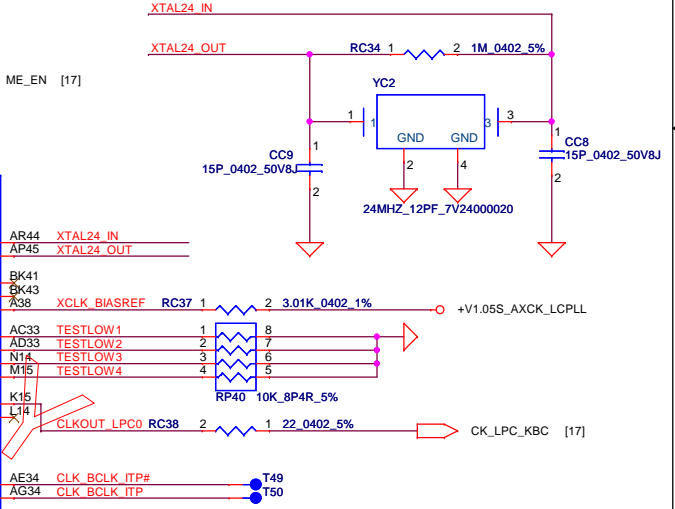 XTAL24_IN
XTAL24_OUT RC34 1 2 1M_0402_5%
ME_EN [17]
YC2
1 1 3 3
GND GND
1 CC9 15P_0402_50V8J 2
2 4
1 CC8 15P_0402_50V8J 2
24MHZ_12PF_7V24000020
AR44 XTAL24_IN
AP45 XTAL24_OUT
BK41
BK43
A38 XCLK_BIASREF RC37 1 2 3.01K_0402_1% +V1.05S_AXCK_LCPLL
AC33 TESTLOW1 1 8
AD33 TESTLOW2 2 7
N14 TESTLOW3 3 6
M15 TESTLOW4 4 5
RP40 10K_8P4R_5%
K15
L14
CLKOUT_LPC0 RC38 2 1 22_0402_5% CK_LPC_KBC [17]
AE34 CLK_BCLK_ITP# T49
AG34 CLK_BCLK_ITP T50